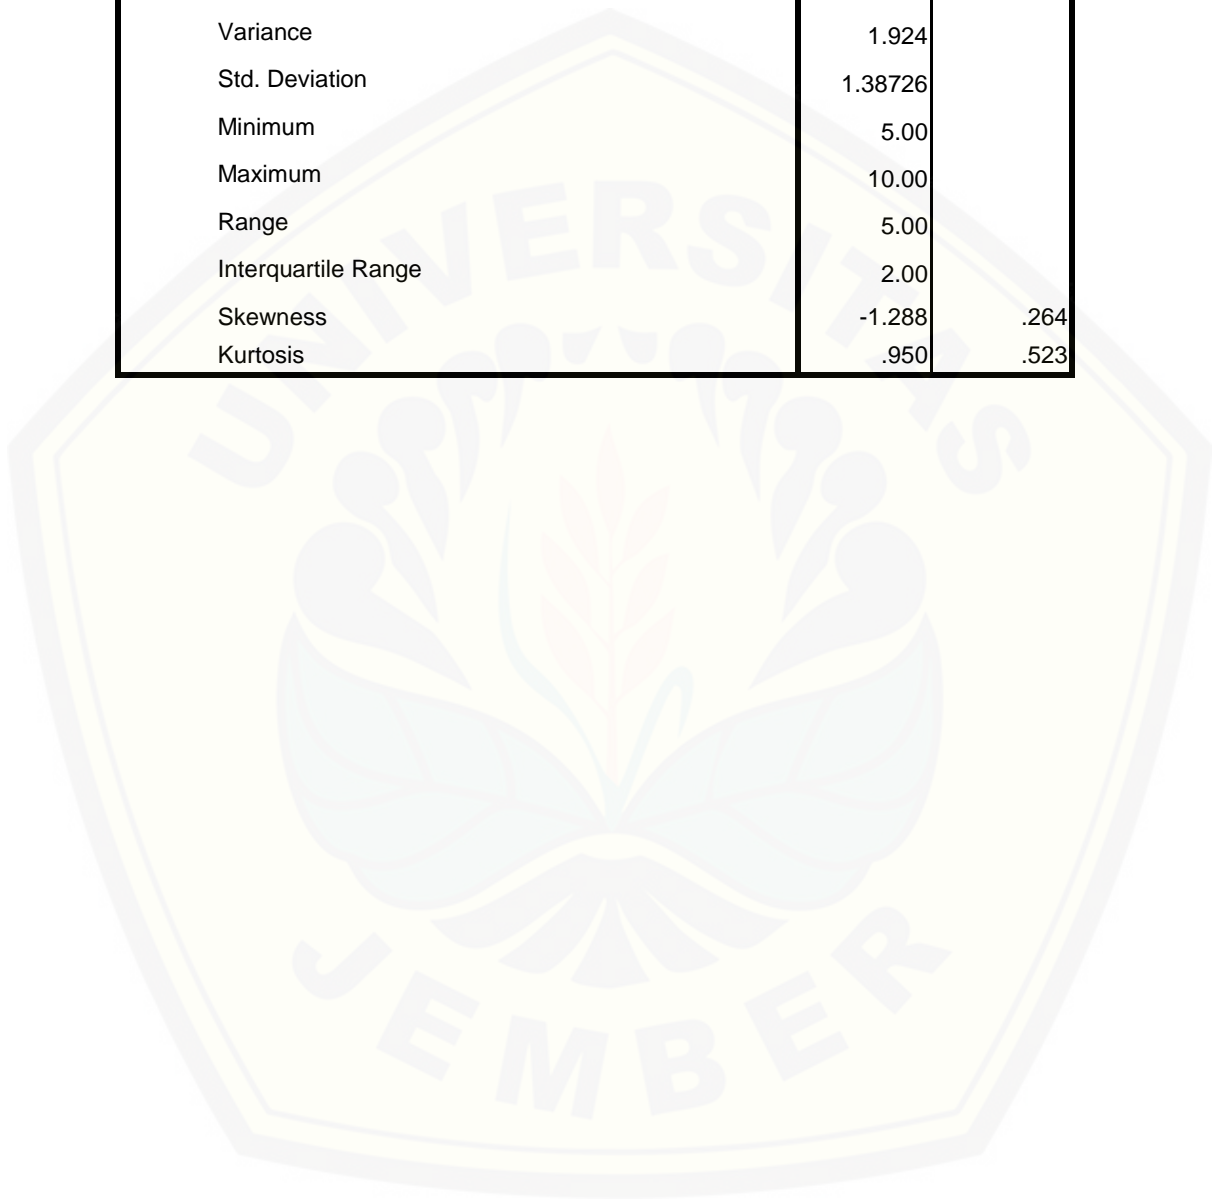 Variance 1.924
Std. Deviation 1.38726
Minimum 5.00
Maximum 10.00
Range 5.00
Interquartile Range 2.00
Skewness -1.288 .264
Kurtosis .950 .523
UNIVERSITAS
JEMBER